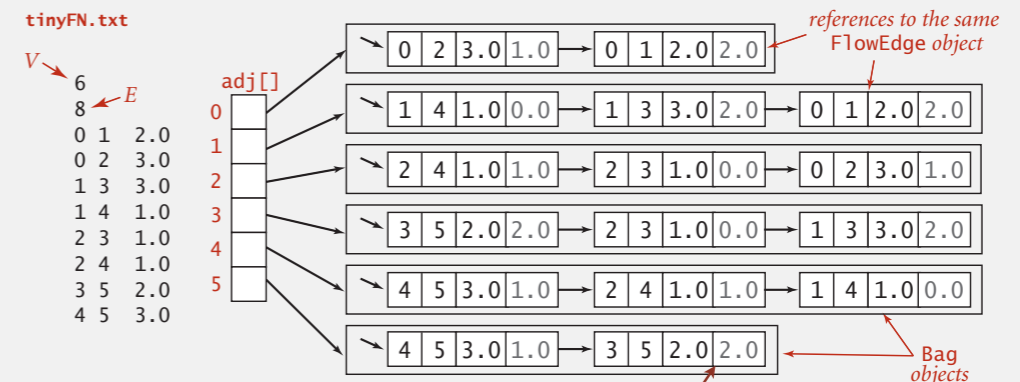 tinyFN.txt
V
6
8
E
0 1 2.0
0 2 3.0
1 3 3.0
1 4 1.0
2 3 1.0
2 4 1.0
3 5 2.0
4 5 3.0
adj[]
0
1
2
3
4
5
references to the same
FlowEdge object
0 2 3.0 1.0 0 1 2.0 2.0
1 4 1.0 0.0 1 3 3.0 2.0 0 1 2.0 2.0
2 4 1.0 1.0 2 3 1.0 0.0 0 2 3.0 1.0
3 5 2.0 2.0 2 3 1.0 0.0 1 3 3.0 2.0
4 5 3.0 1.0 2 4 1.0 1.0 1 4 1.0 0.0
4 5 3.0 1.0 3 5 2.0 2.0
Bag
objects